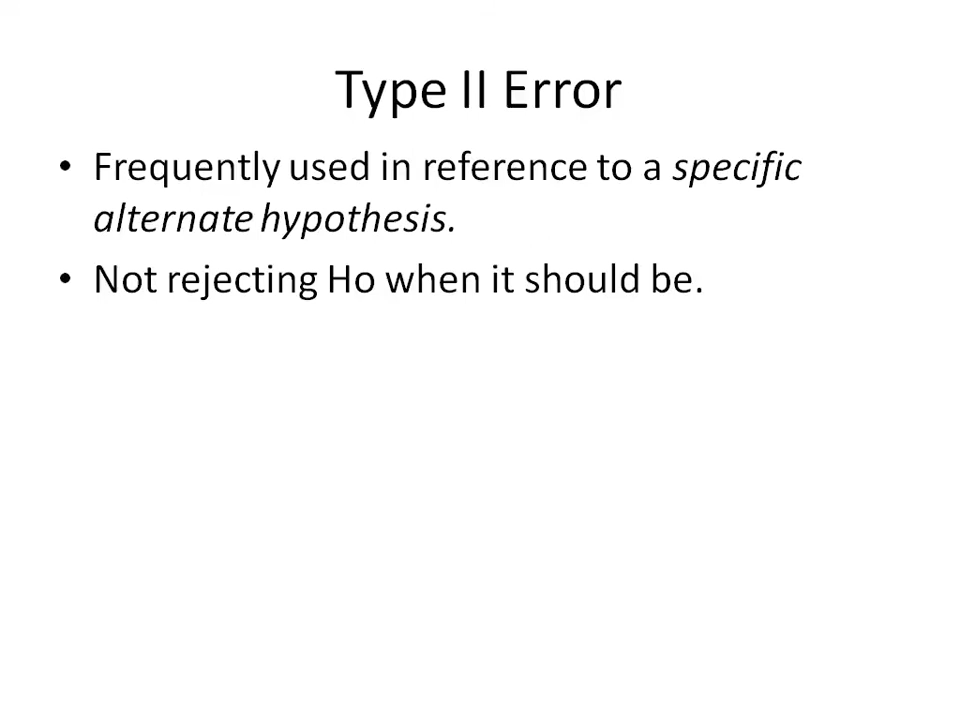 Type II Error
• Frequently used in reference to a specific
alternate hypothesis.
• Not rejecting Ho when it should be.